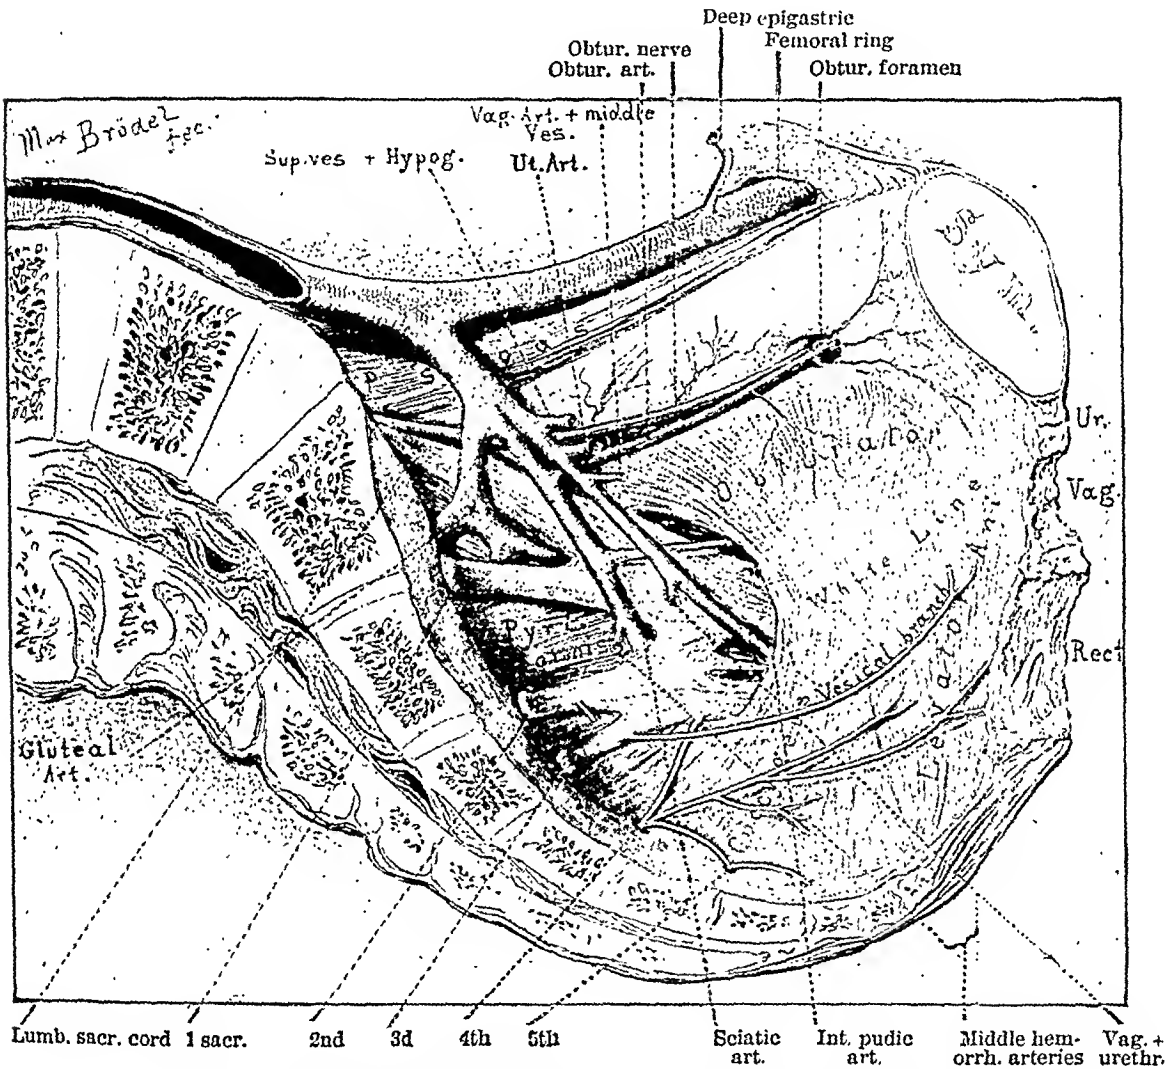 Deep epigastric
Obtur. nerve
Femoral ring
Obtur. art.
Obtur. foramen
Max Brödel
fec.
Vag. Art. + middle
Ves.
Sup. ves + Hypog.
Ut. Art.
Ur.
Vag.
Rect
White Line
Vesical branch
Pyri
formis
Gluteal
Art.
Lumb. sacr. cord
1 sacr.
2nd
3d
4th
5th
Sciatic
art.
Int. pudic
art.
Middle hem-
orrh. arteries
Vag. +
urethr.